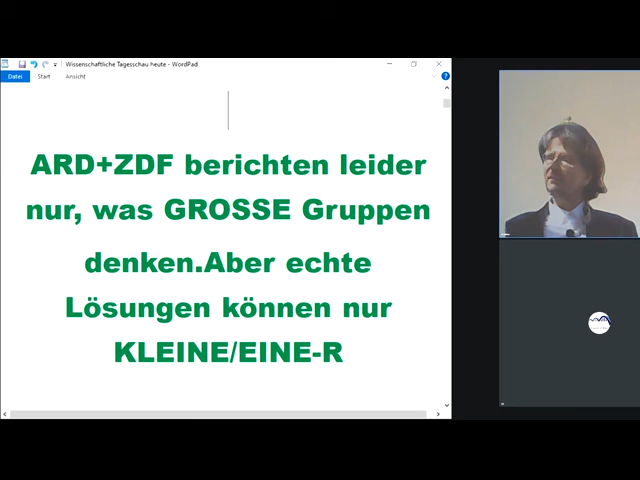 Wissenschaftliche Tagesschau heute - WordPad
Datei Start Ansicht
ARD+ZDF berichten leider
nur, was GROSSE Gruppen
denken.Aber echte
Lösungen können nur
KLEINE/EINE-R